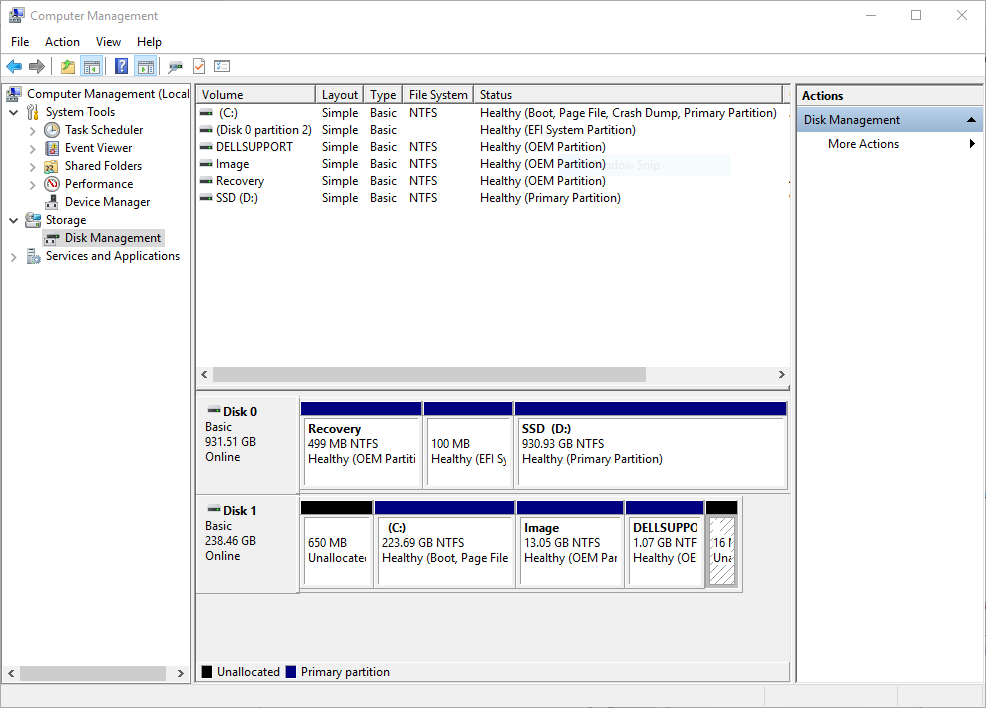 Computer Management
File Action View Help
Computer Management (Local
System Tools
Task Scheduler
Event Viewer
Shared Folders
Performance
Device Manager
Storage
Disk Management
Services and Applications
Volume Layout Type File System Status
(C:) Simple Basic NTFS Healthy (Boot, Page File, Crash Dump, Primary Partition)
(Disk 0 partition 2) Simple Basic Healthy (EFI System Partition)
DELLSUPPORT Simple Basic NTFS Healthy (OEM Partition)
Image Simple Basic NTFS Healthy (OEM Partition)
Recovery Simple Basic NTFS Healthy (OEM Partition)
SSD (D:) Simple Basic NTFS Healthy (Primary Partition)
Disk 0
Basic
931.51 GB
Online
Recovery
499 MB NTFS
Healthy (OEM Partiti
100 MB
Healthy (EFI Sy
SSD (D:)
930.93 GB NTFS
Healthy (Primary Partition)
Disk 1
Basic
238.46 GB
Online
650 MB
Unallocate
(C:)
223.69 GB NTFS
Healthy (Boot, Page File
Image
13.05 GB NTFS
Healthy (OEM Par
DELLSUPPO
1.07 GB NTF
Healthy (OE
16
Una
Unallocated Primary partition
Actions
Disk Management
More Actions